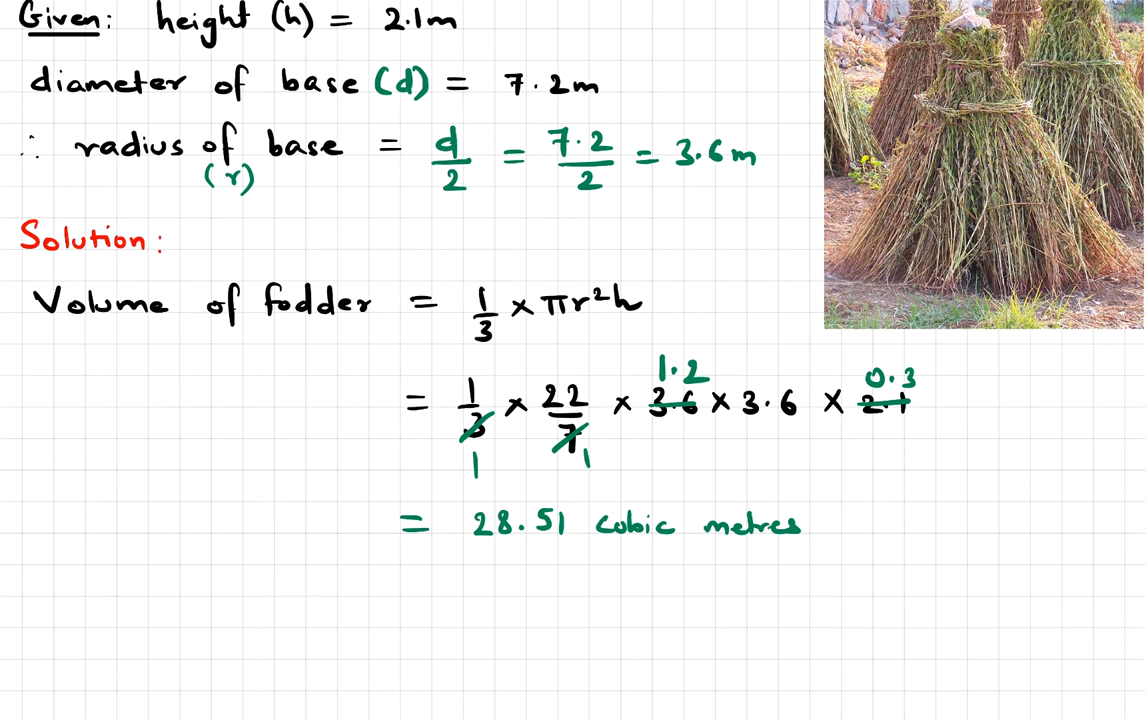 Given: height (h) = 2.1m
diameter of base (d) = 7.2m
∴ radius of base (r) = d/2 = 7.2/2 = 3.6m
Solution:
Volume of fodder = 1/3 × πr²h
= 1/3 × 22/7 × 3.6 × 3.6 × 2.1
1 1 1.2 0.3
= 28.51 cubic metres